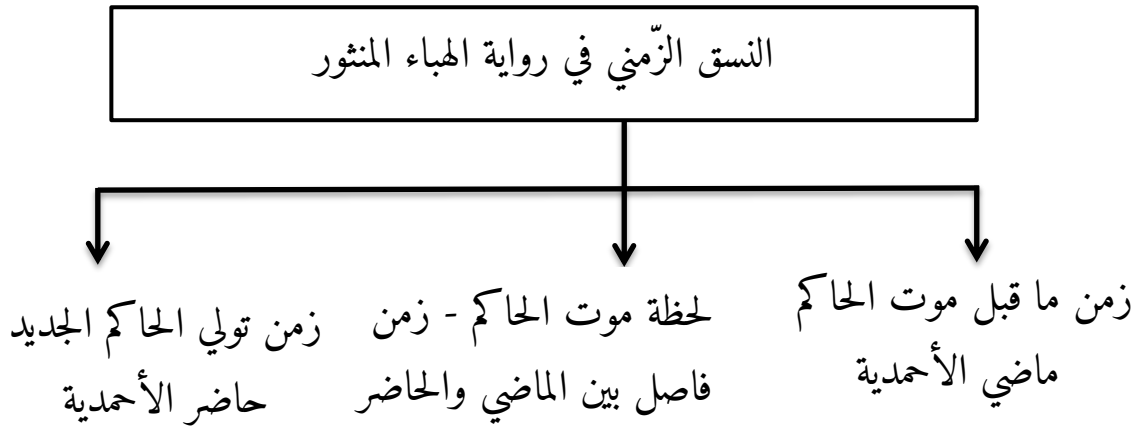 النسق الزّمني في رواية الهباء المنثور
زمن ما قبل موت الحاكم
ماضي الأحمدية
لحظة موت الحاكم - زمن
فاصل بين الماضي والحاضر
زمن تولي الحاكم الجديد
حاضر الأحمدية